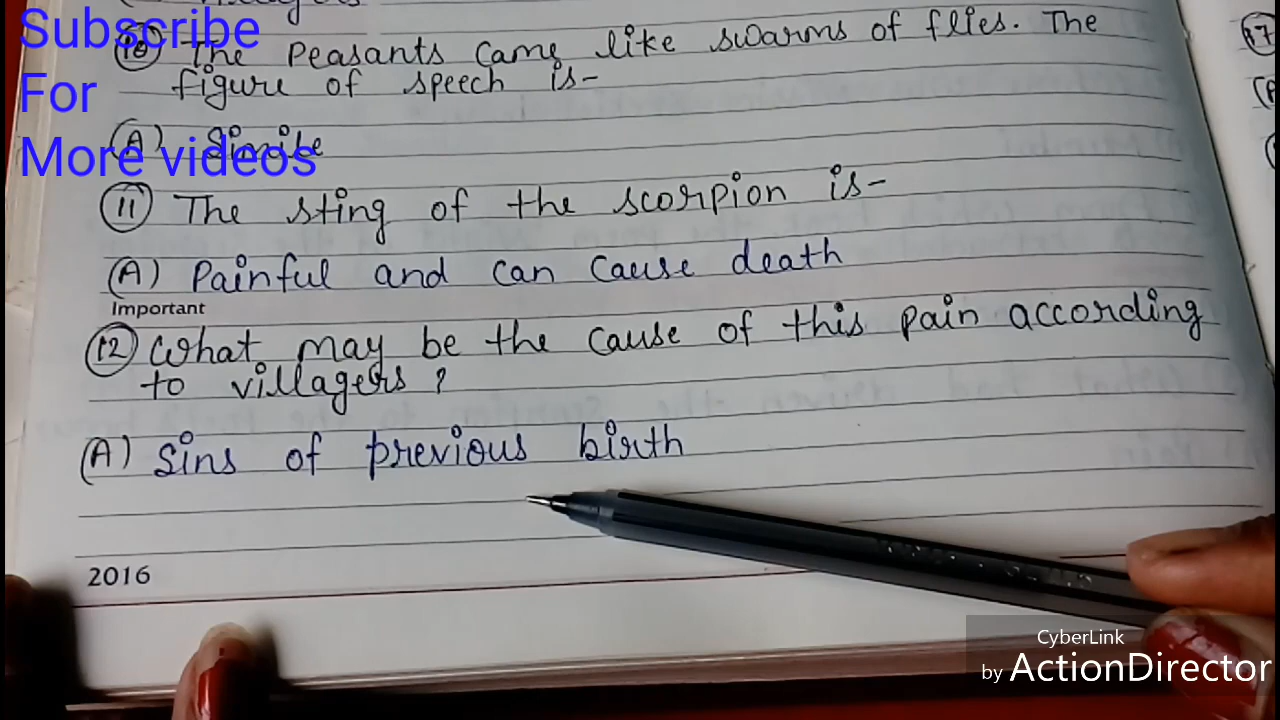 Subscribe
For
More videos
⑩ The Peasants came like swarms of flies. The
figure of speech is-
(A) Simile
⑪ The sting of the scorpion is-
(A) Painful and can cause death
Important
⑫ What may be the cause of this pain according
to villagers ?
(A) Sins of previous birth
2016
CyberLink
by ActionDirector